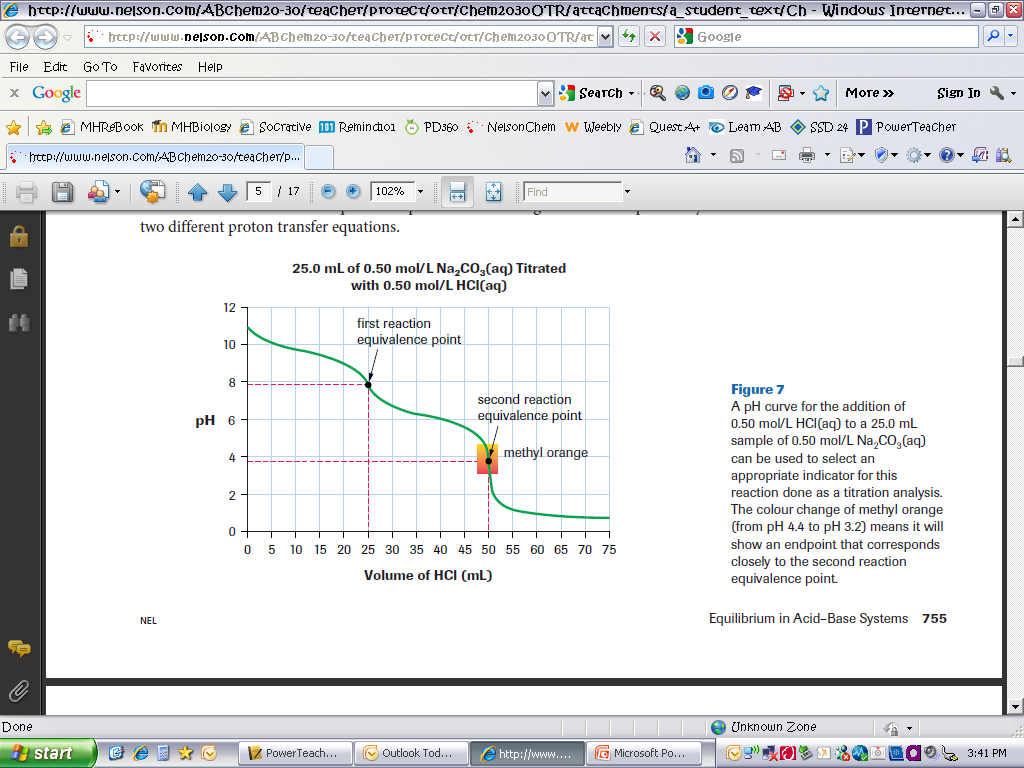 http://www.nelson.com/ABChem20-30/teacher/protect/otr/Chem2030OTR/attachments/a_student_text/Ch - Windows Internet...
http://www.nelson.com/ABChem20-30/teacher/protect/otr/Chem2030OTR/at
Google
File Edit Go To Favorites Help
x Google Search More >> Sign In
MHReBook MHBiology Socrative Remind101 PD360 NelsonChem Weebly Quest A+ Learn AB SSD 24 PowerTeacher
http://www.nelson.com/ABChem20-30/teacher/p...
5 / 17 102% Find
two different proton transfer equations.
25.0 mL of 0.50 mol/L Na₂CO₃(aq) Titrated
with 0.50 mol/L HCl(aq)
12
10
8
6
4
2
0
pH
first reaction
equivalence point
second reaction
equivalence point
methyl orange
0 5 10 15 20 25 30 35 40 45 50 55 60 65 70 75
Volume of HCl (mL)
Figure 7
A pH curve for the addition of
0.50 mol/L HCl(aq) to a 25.0 mL
sample of 0.50 mol/L Na₂CO₃(aq)
can be used to select an
appropriate indicator for this
reaction done as a titration analysis.
The colour change of methyl orange
(from pH 4.4 to pH 3.2) means it will
show an endpoint that corresponds
closely to the second reaction
equivalence point.
NEL
Equilibrium in Acid–Base Systems 755
Done Unknown Zone
start PowerTeach... Outlook Tod... http://www.... Microsoft Po... 3:41 PM